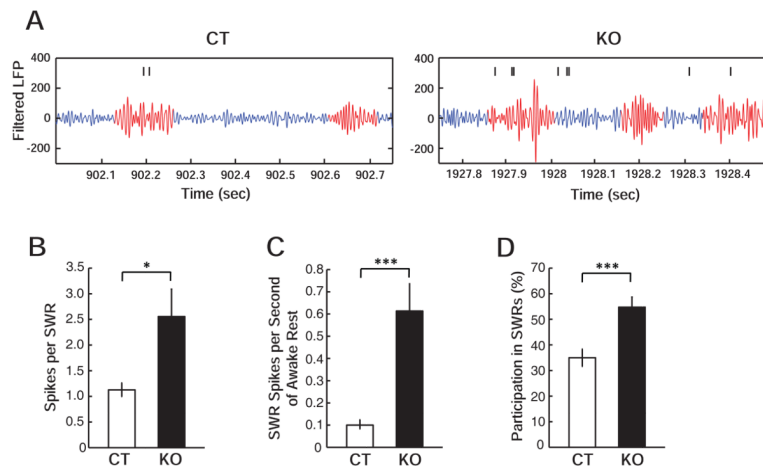 A
CT
KO
Filtered LFP
400
200
0
-200
902.1 902.2 902.3 902.4 902.5 902.6 902.7
Time (sec)
400
200
0
-200
1927.8 1927.9 1928 1928.1 1928.2 1928.3 1928.4
Time (sec)
B
Spikes per SWR
3.5
3.0
2.5
2.0
1.5
1.0
0.5
0
*
CT KO
C
SWR Spikes per Second
of Awake Rest
0.8
0.7
0.6
0.5
0.4
0.3
0.2
0.1
0
***
CT KO
D
Participation in SWRs (%)
70
60
50
40
30
20
10
0
***
CT KO